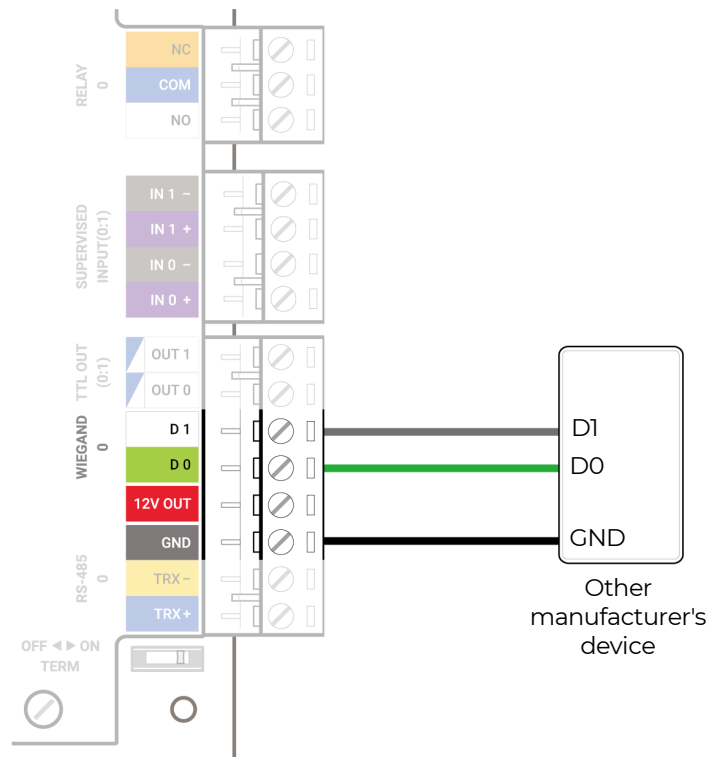 RELAY
0
NC
COM
NO
SUPERVISED
INPUT(0:1)
IN 1 −
IN 1 +
IN 0 −
IN 0 +
TTL OUT
(0:1)
OUT 1
OUT 0
WIEGAND
0
D 1
D 0
12V OUT
GND
RS-485
0
TRX −
TRX +
OFF ◀ ▶ ON
TERM
D1
D0
GND
Other
manufacturer's
device